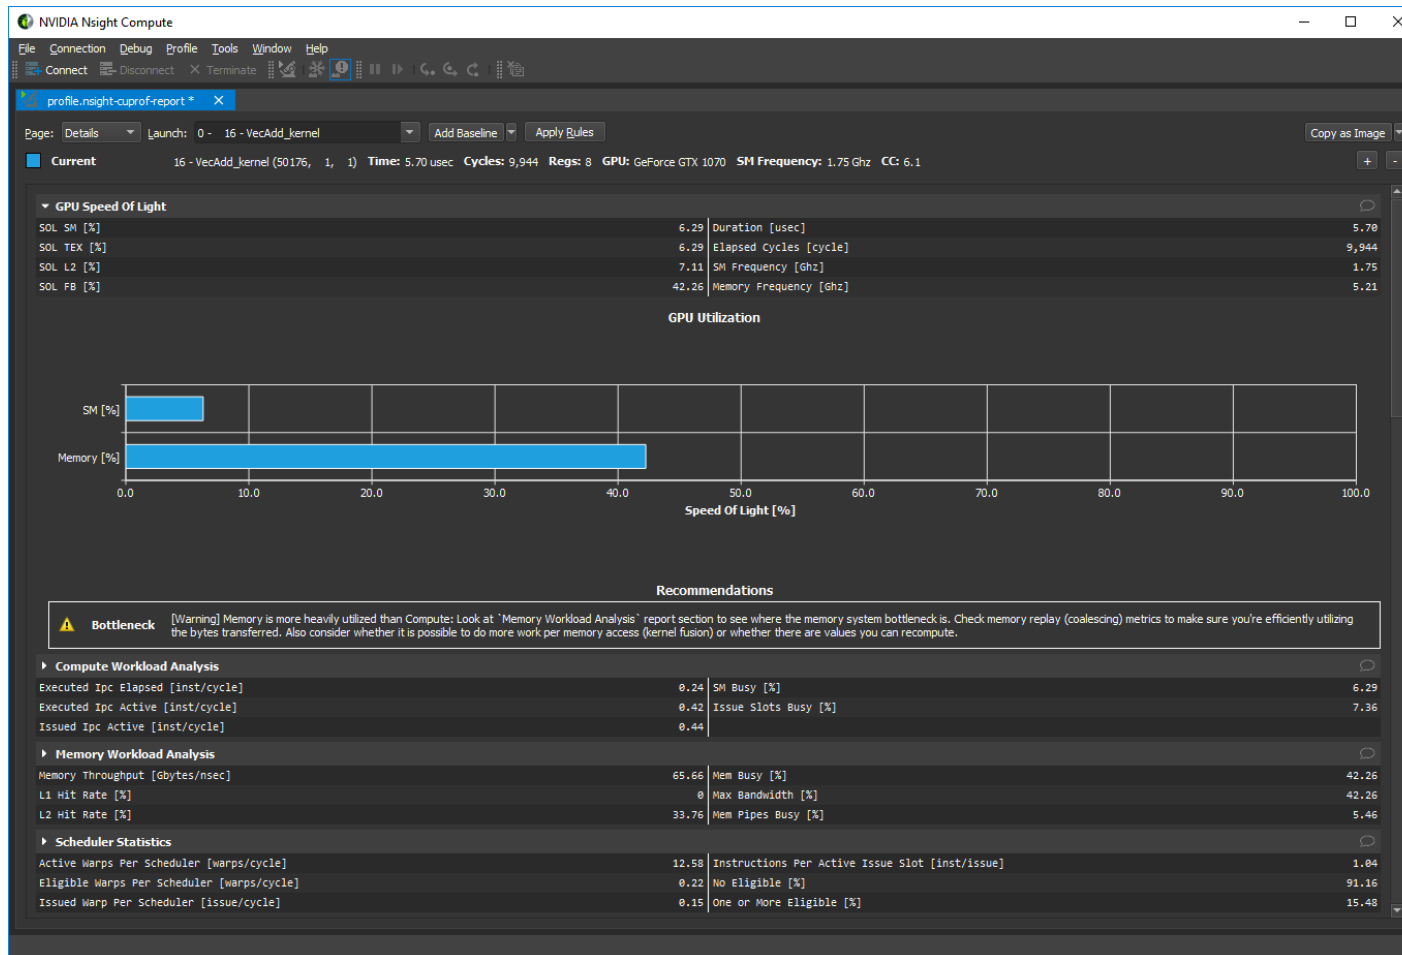 NVIDIA Nsight Compute
File Connection Debug Profile Tools Window Help
Connect Disconnect Terminate
profile.nsight-cuprof-report *
Page: Details Launch: 0 - 16 - VecAdd_kernel Add Baseline Apply Rules Copy as Image
Current 16 - VecAdd_kernel (50176, 1, 1) Time: 5.70 usec Cycles: 9,944 Regs: 8 GPU: GeForce GTX 1070 SM Frequency: 1.75 Ghz CC: 6.1 + -
GPU Speed Of Light
SOL SM [%] 6.29 Duration [usec] 5.70
SOL TEX [%] 6.29 Elapsed Cycles [cycle] 9,944
SOL L2 [%] 7.11 SM Frequency [Ghz] 1.75
SOL FB [%] 42.26 Memory Frequency [Ghz] 5.21
GPU Utilization
SM [%]
Memory [%]
0.0 10.0 20.0 30.0 40.0 50.0 60.0 70.0 80.0 90.0 100.0
Speed Of Light [%]
Recommendations
Bottleneck [Warning] Memory is more heavily utilized than Compute: Look at `Memory Workload Analysis` report section to see where the memory system bottleneck is. Check memory replay (coalescing) metrics to make sure you're efficiently utilizing
the bytes transferred. Also consider whether it is possible to do more work per memory access (kernel fusion) or whether there are values you can recompute.
Compute Workload Analysis
Executed Ipc Elapsed [inst/cycle] 0.24 SM Busy [%] 6.29
Executed Ipc Active [inst/cycle] 0.42 Issue Slots Busy [%] 7.36
Issued Ipc Active [inst/cycle] 0.44
Memory Workload Analysis
Memory Throughput [Gbytes/nsec] 65.66 Mem Busy [%] 42.26
L1 Hit Rate [%] 0 Max Bandwidth [%] 42.26
L2 Hit Rate [%] 33.76 Mem Pipes Busy [%] 5.46
Scheduler Statistics
Active Warps Per Scheduler [warps/cycle] 12.58 Instructions Per Active Issue Slot [inst/issue] 1.04
Eligible Warps Per Scheduler [warps/cycle] 0.22 No Eligible [%] 91.16
Issued Warp Per Scheduler [issue/cycle] 0.15 One or More Eligible [%] 15.48